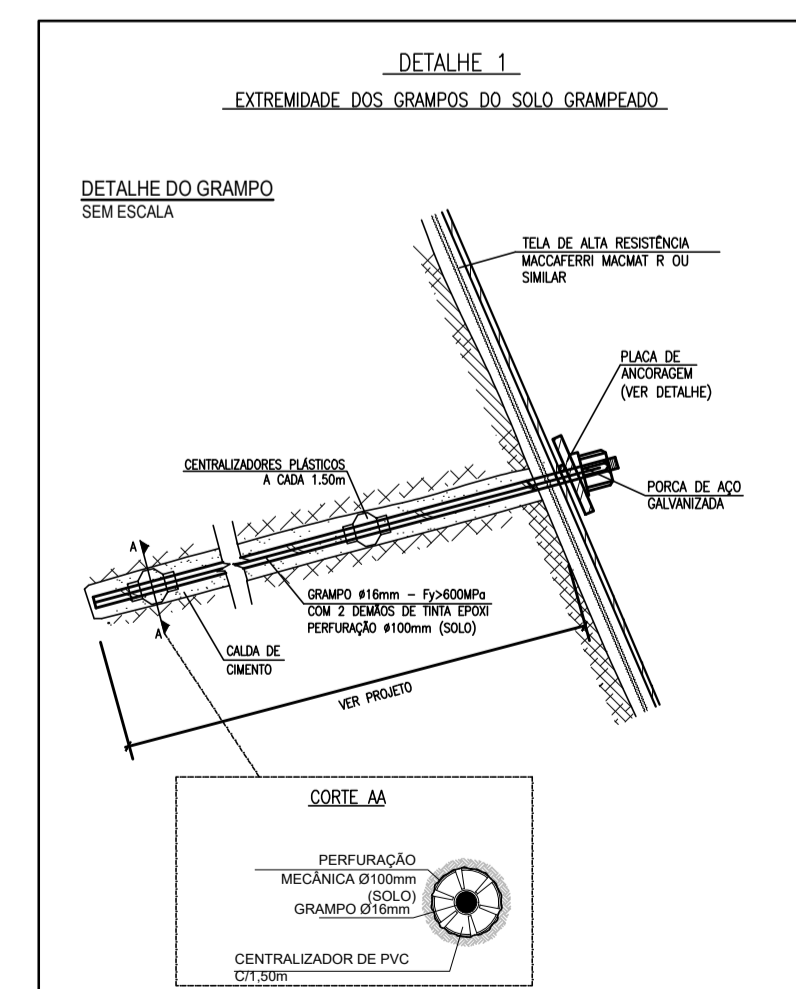 DETALHE 1
EXTREMIDADE DOS GRAMPOS DO SOLO GRAMPEADO
DETALHE DO GRAMPO
SEM ESCALA
TELA DE ALTA RESISTÊNCIA
MACCAFERRI MACMAT R OU
SIMILAR
PLACA DE
ANCORAGEM
(VER DETALHE)
CENTRALIZADORES PLÁSTICOS
A CADA 1.50m
PORCA DE AÇO
GALVANIZADA
A
GRAMPO ø16mm – Fy>600MPa
COM 2 DEMÃOS DE TINTA EPOXI
PERFURAÇÃO ø100mm (SOLO)
A
CALDA DE
CIMENTO
VER PROJETO
CORTE AA
PERFURAÇÃO
MECÂNICA Ø100mm
(SOLO)
GRAMPO Ø16mm
CENTRALIZADOR DE PVC
C/1,50m